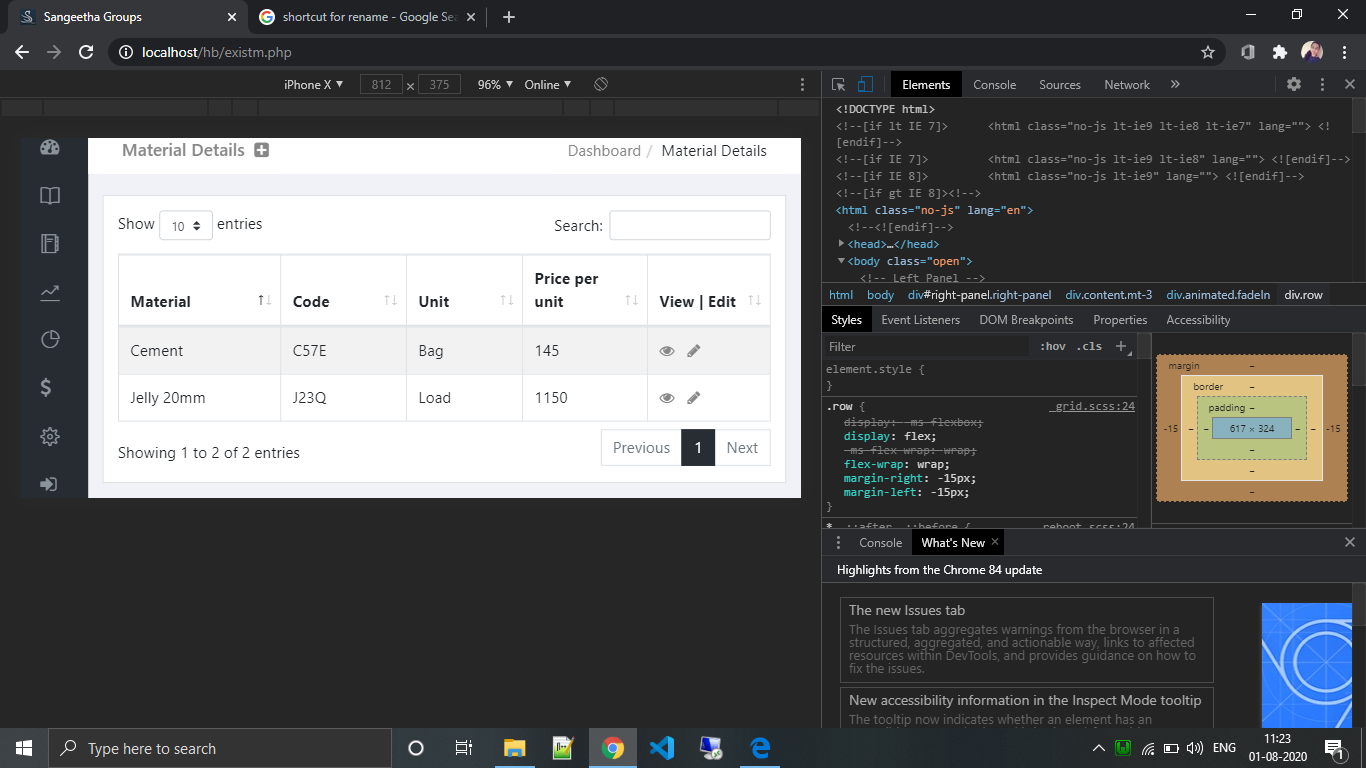 Sangeetha Groups
shortcut for rename - Google Sea
localhost/hb/existm.php
iPhone X ▼ 812 × 375 96% ▼ Online ▼
Elements Console Sources Network »
Material Details
Dashboard / Material Details
Show 10 entries
Search:
Material Code Unit Price per unit View | Edit
Cement C57E Bag 145
Jelly 20mm J23Q Load 1150
Showing 1 to 2 of 2 entries
Previous 1 Next
<!DOCTYPE html>
<!--[if lt IE 7]> <html class="no-js lt-ie9 lt-ie8 lt-ie7" lang=""> <!
[endif]-->
<!--[if IE 7]> <html class="no-js lt-ie9 lt-ie8" lang=""> <![endif]-->
<!--[if IE 8]> <html class="no-js lt-ie9" lang=""> <![endif]-->
<!--[if gt IE 8]><!-->
<html class="no-js" lang="en">
<!--<![endif]-->
<head>…</head>
<body class="open">
<!-- Left Panel -->
html body div#right-panel.right-panel div.content.mt-3 div.animated.fadeIn div.row
Styles Event Listeners DOM Breakpoints Properties Accessibility
Filter :hov .cls +
element.style {
}
.row { _grid.scss:24
display: -ms-flexbox;
display: flex;
-ms-flex-wrap: wrap;
flex-wrap: wrap;
margin-right: -15px;
margin-left: -15px;
}
*, ::after, ::before { reboot.scss:24
margin –
border –
padding –
-15 – – 617 × 324 – – -15
–
–
–
Console What's New
Highlights from the Chrome 84 update
The new Issues tab
The Issues tab aggregates warnings from the browser in a
structured, aggregated, and actionable way, links to affected
resources within DevTools, and provides guidance on how to
fix the issues.
New accessibility information in the Inspect Mode tooltip
The tooltip now indicates whether an element has an
Type here to search
ENG
11:23
01-08-2020
1